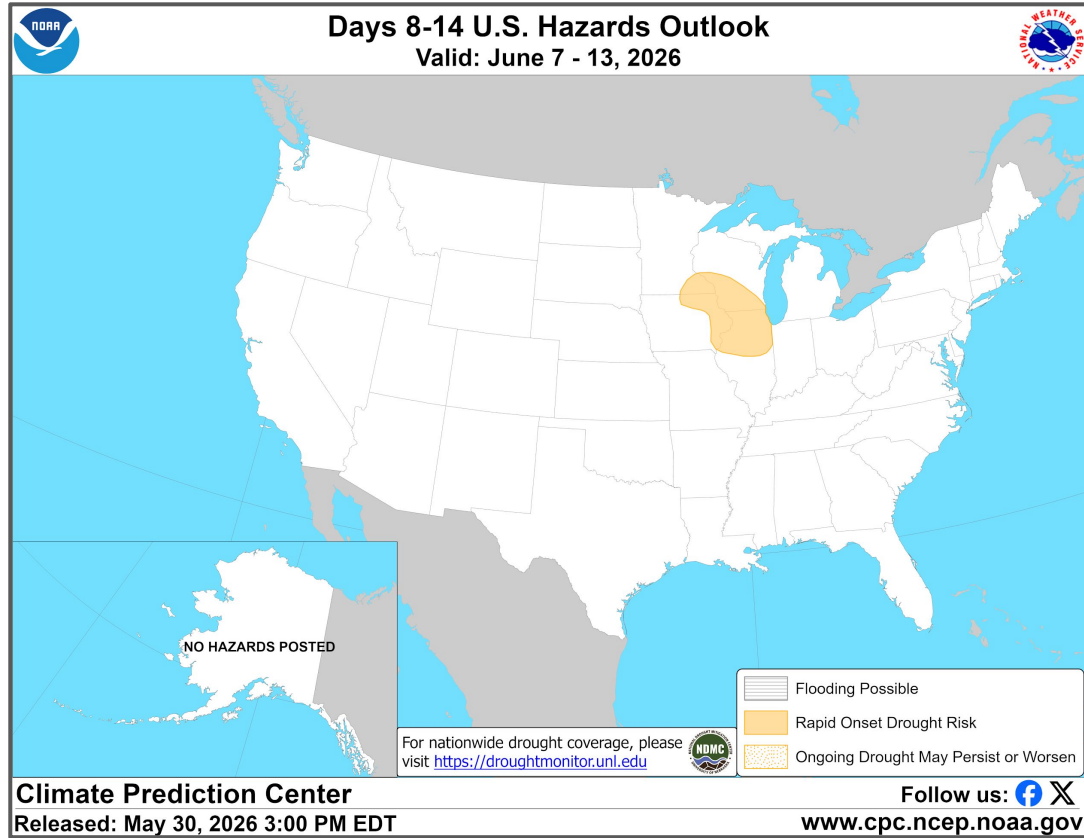 NOAA
Days 8-14 U.S. Hazards Outlook
Valid: June 7 - 13, 2026
NATIONAL WEATHER SERVICE
NO HAZARDS POSTED
For nationwide drought coverage, please
visit https://droughtmonitor.unl.edu
NDMC
Flooding Possible
Rapid Onset Drought Risk
Ongoing Drought May Persist or Worsen
Climate Prediction Center
Follow us:
Released: May 30, 2026 3:00 PM EDT
www.cpc.ncep.noaa.gov